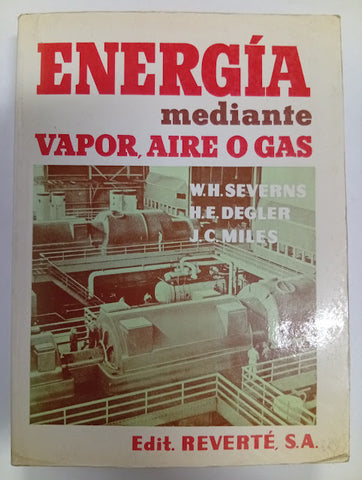 ENERGÍA
mediante
VAPOR, AIRE O GAS
W.H. SEVERNS
H.E. DEGLER
J.C. MILES
Edit. REVERTÉ, S.A.